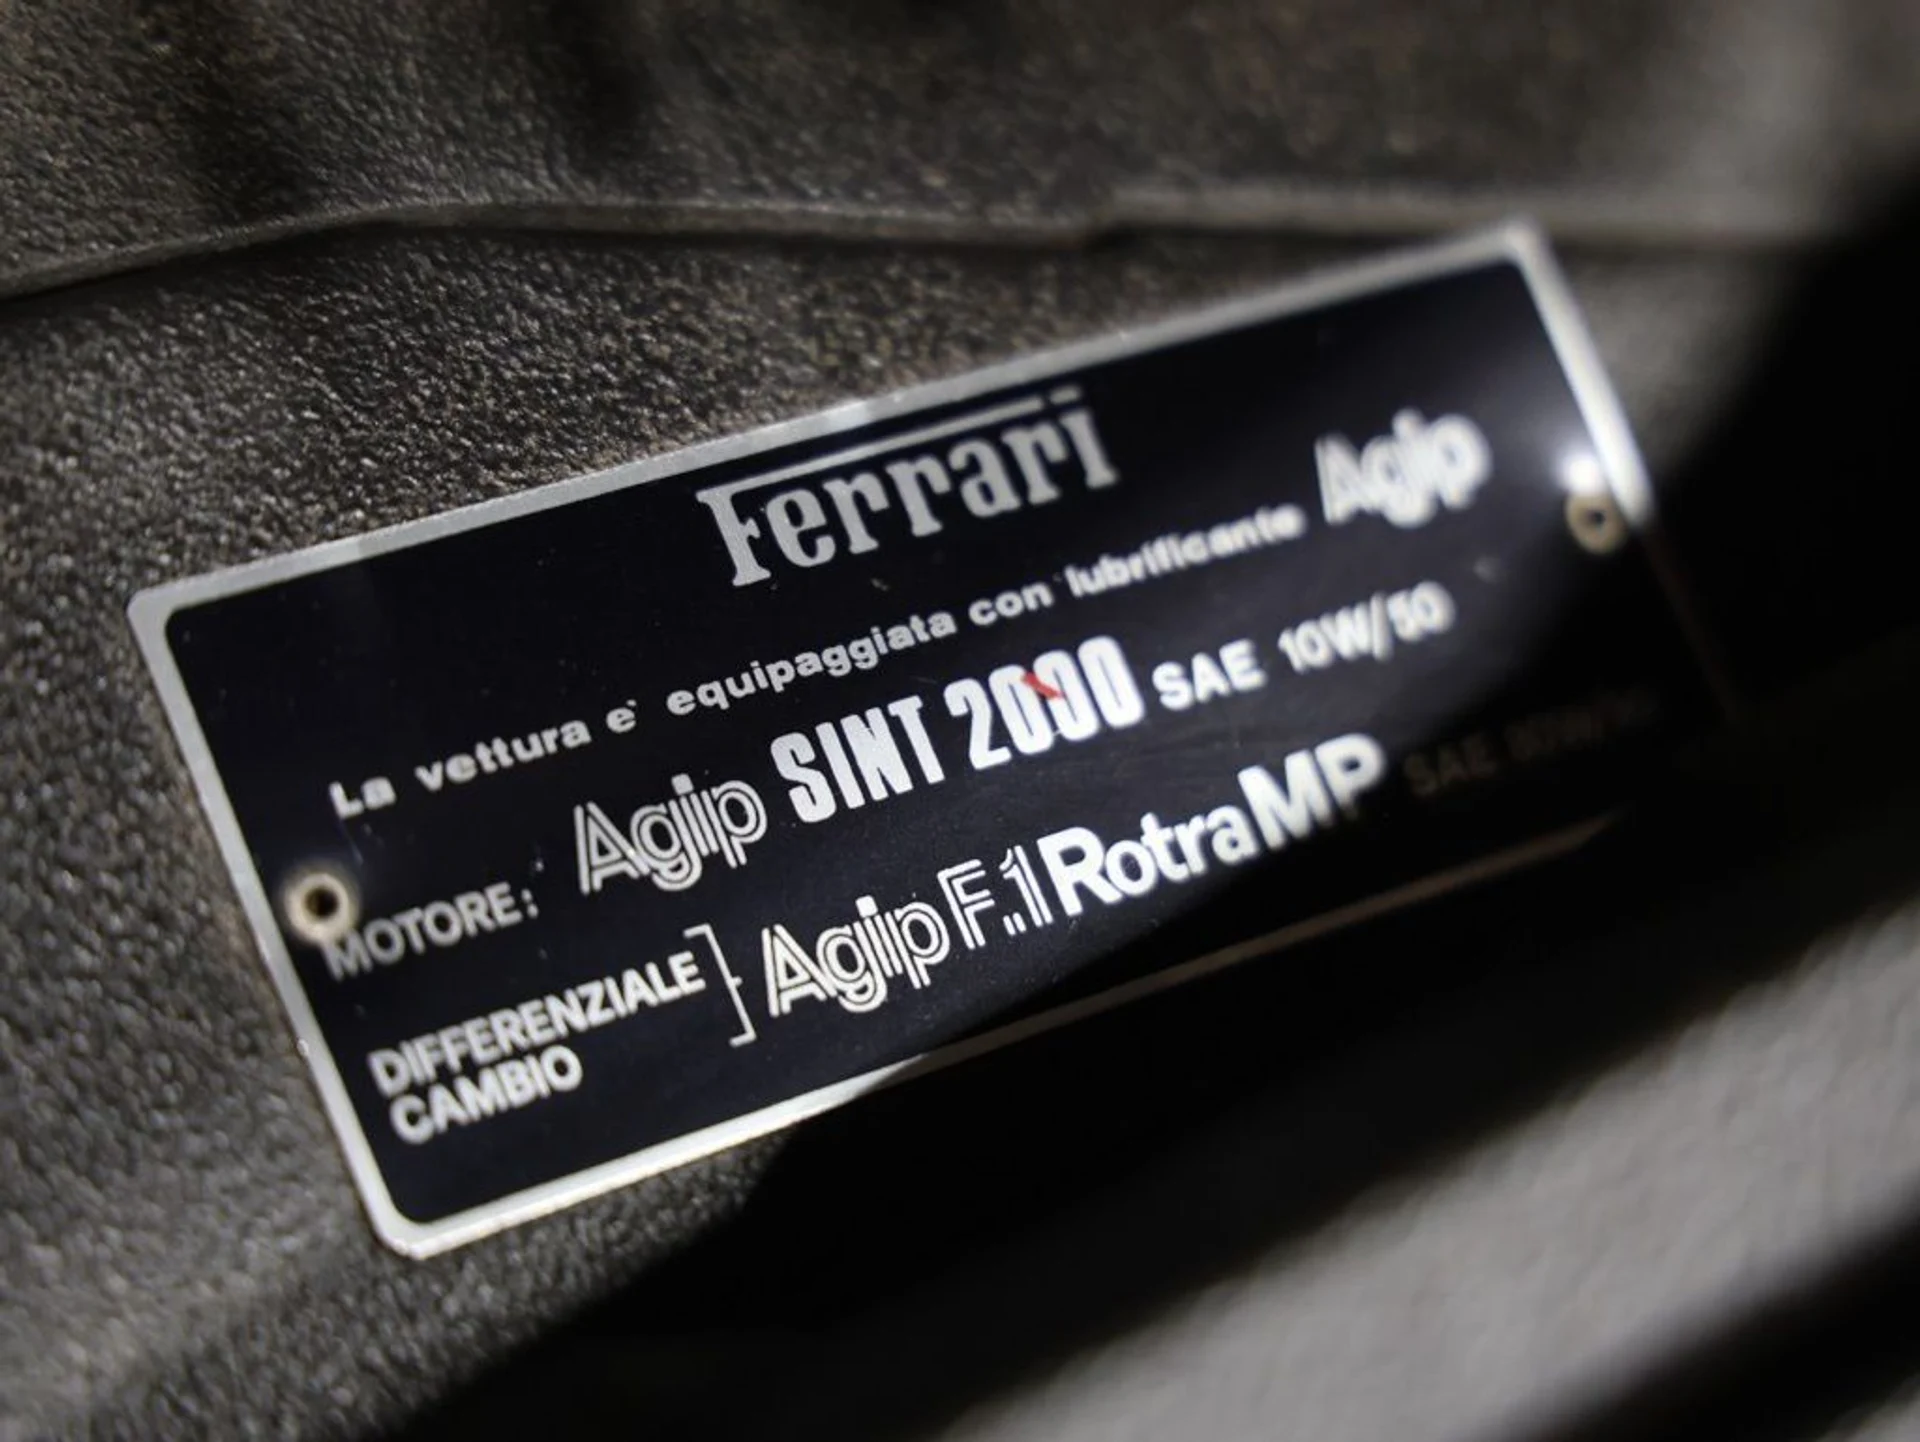 Ferrari
La vettura e` equipaggiata con lubrificante Agip
MOTORE: Agip SINT 2000 SAE 10W/50
DIFFERENZIALE
CAMBIO
Agip F.1 Rotra MP SAE